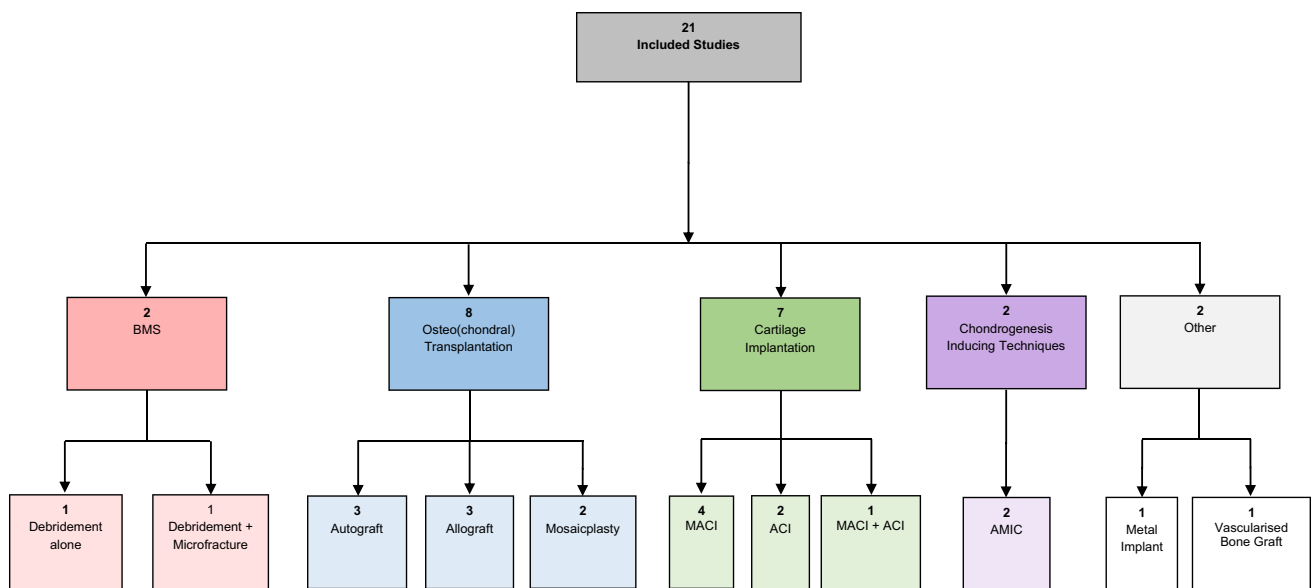 21
Included Studies
2
BMS
8
Osteo(chondral)
Transplantation
7
Cartilage
Implantation
2
Chondrogenesis
Inducing Techniques
2
Other
1
Debridement
alone
1
Debridement +
Microfracture
3
Autograft
3
Allograft
2
Mosaicplasty
4
MACI
2
ACI
1
MACI + ACI
2
AMIC
1
Metal
Implant
1
Vascularised
Bone Graft